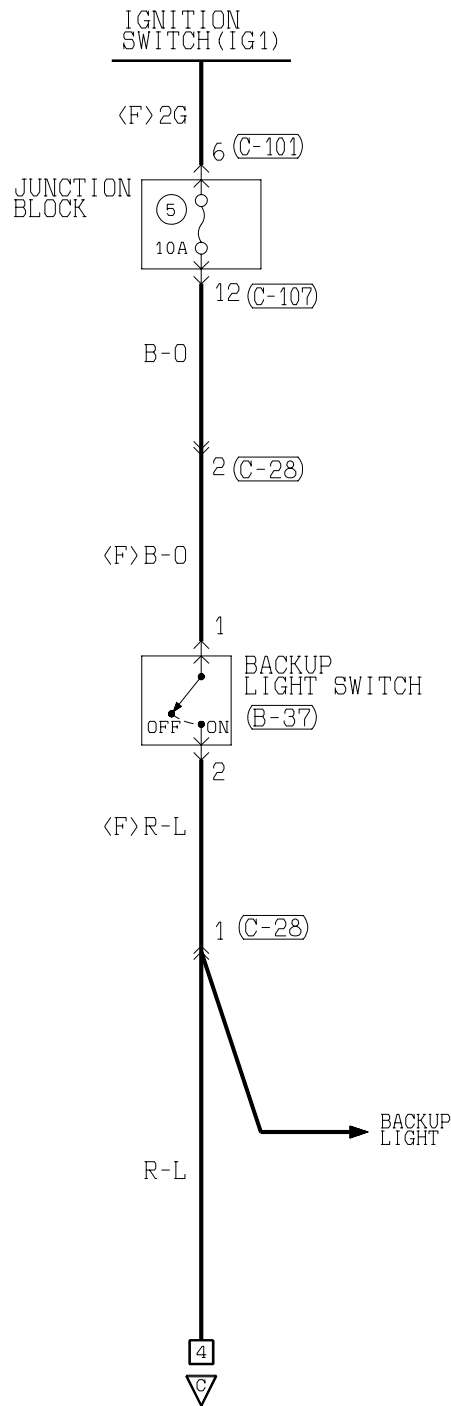 IGNITION
SWITCH(IG1)
<F>2G
6 (C-101)
JUNCTION
BLOCK
5
10A
12 (C-107)
B-O
2 (C-28)
<F>B-O
1
BACKUP
LIGHT SWITCH
(B-37)
OFF ON
2
<F>R-L
1 (C-28)
BACKUP
LIGHT
R-L
4
C